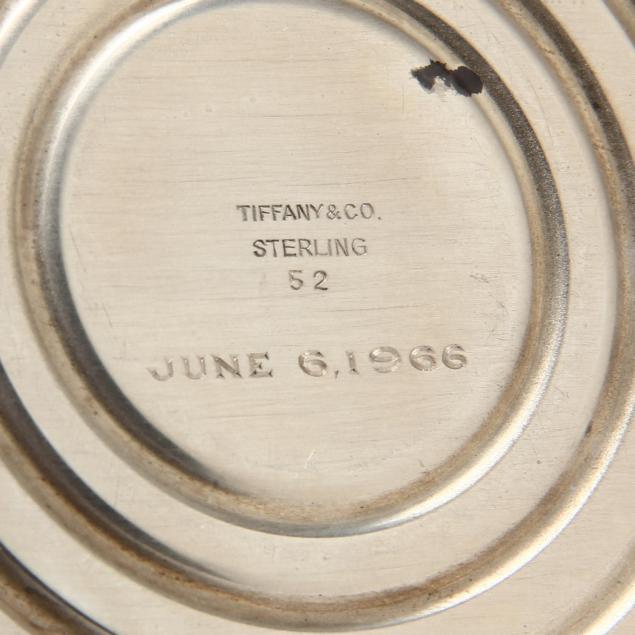 TIFFANY & CO.
STERLING
52
JUNE 6, 1966